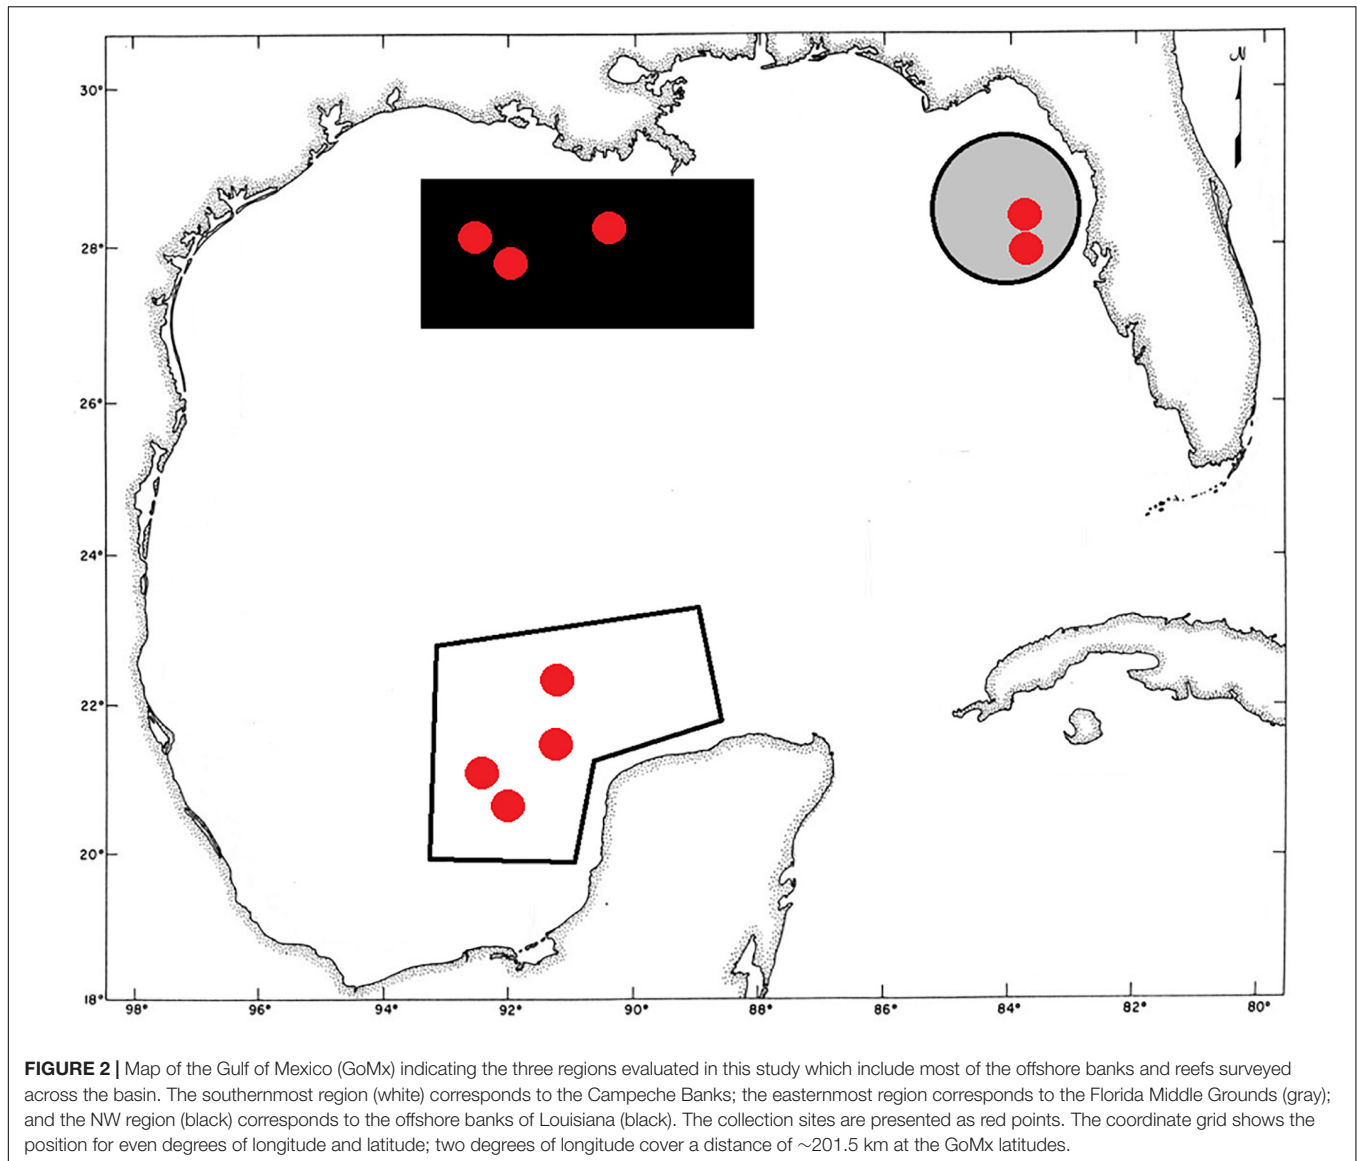 N
30°
28°
26°
24°
22°
20°
18°
98° 96° 94° 92° 90° 88° 86° 84° 82° 80°
FIGURE 2 | Map of the Gulf of Mexico (GoMx) indicating the three regions evaluated in this study which include most of the offshore banks and reefs surveyed
across the basin. The southernmost region (white) corresponds to the Campeche Banks; the easternmost region corresponds to the Florida Middle Grounds (gray);
and the NW region (black) corresponds to the offshore banks of Louisiana (black). The collection sites are presented as red points. The coordinate grid shows the
position for even degrees of longitude and latitude; two degrees of longitude cover a distance of ~201.5 km at the GoMx latitudes.